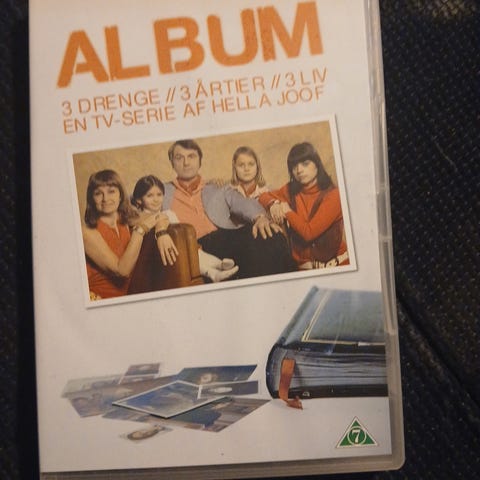 ALBUM
3 DRENGE // 3 ÅRTIER // 3 LIV
EN TV-SERIE AF HELLA JOOF
7